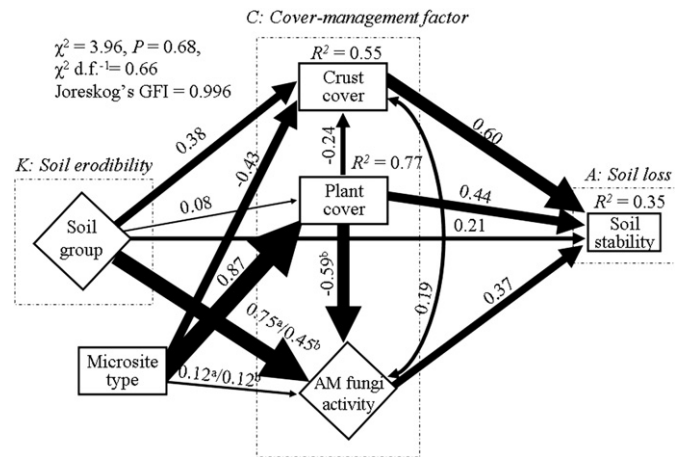 C: Cover-management factor
χ² = 3.96, P = 0.68,
χ² d.f.⁻¹= 0.66
Joreskog's GFI = 0.996
R² = 0.55
Crust
cover
0.38
-0.43
-0.24
0.60
K: Soil erodibility
R² = 0.77
A: Soil loss
Soil
group
0.08
Plant
cover
0.44
0.21
R² = 0.35
Soil
stability
0.87
-0.59ᵇ
0.19
0.37
0.75ᵃ/0.45ᵇ
Microsite
type
0.12ᵃ/0.12ᵇ
AM fungi
activity